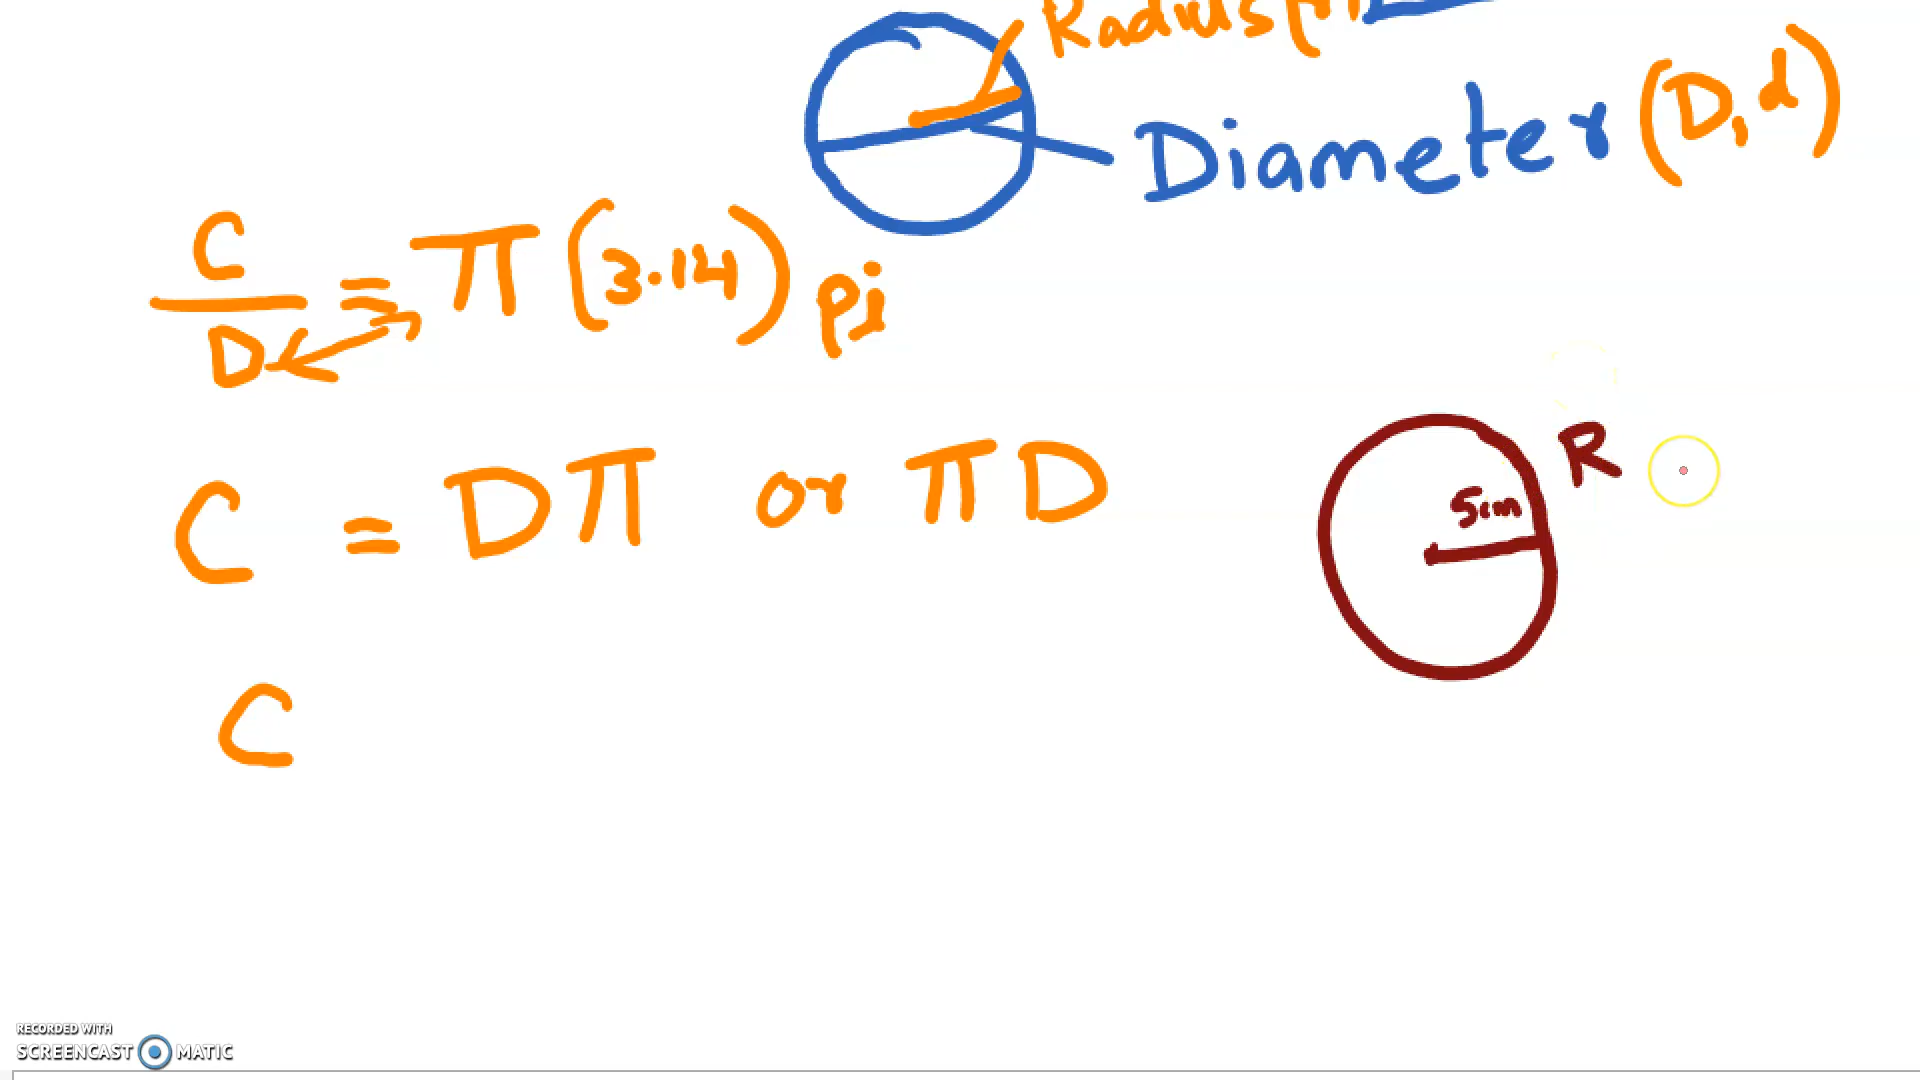 Radius
Diameter (D, d)
C
D
= π (3.14) pi
C = Dπ or πD
R
5cm
C
RECORDED WITH
SCREENCAST MATIC